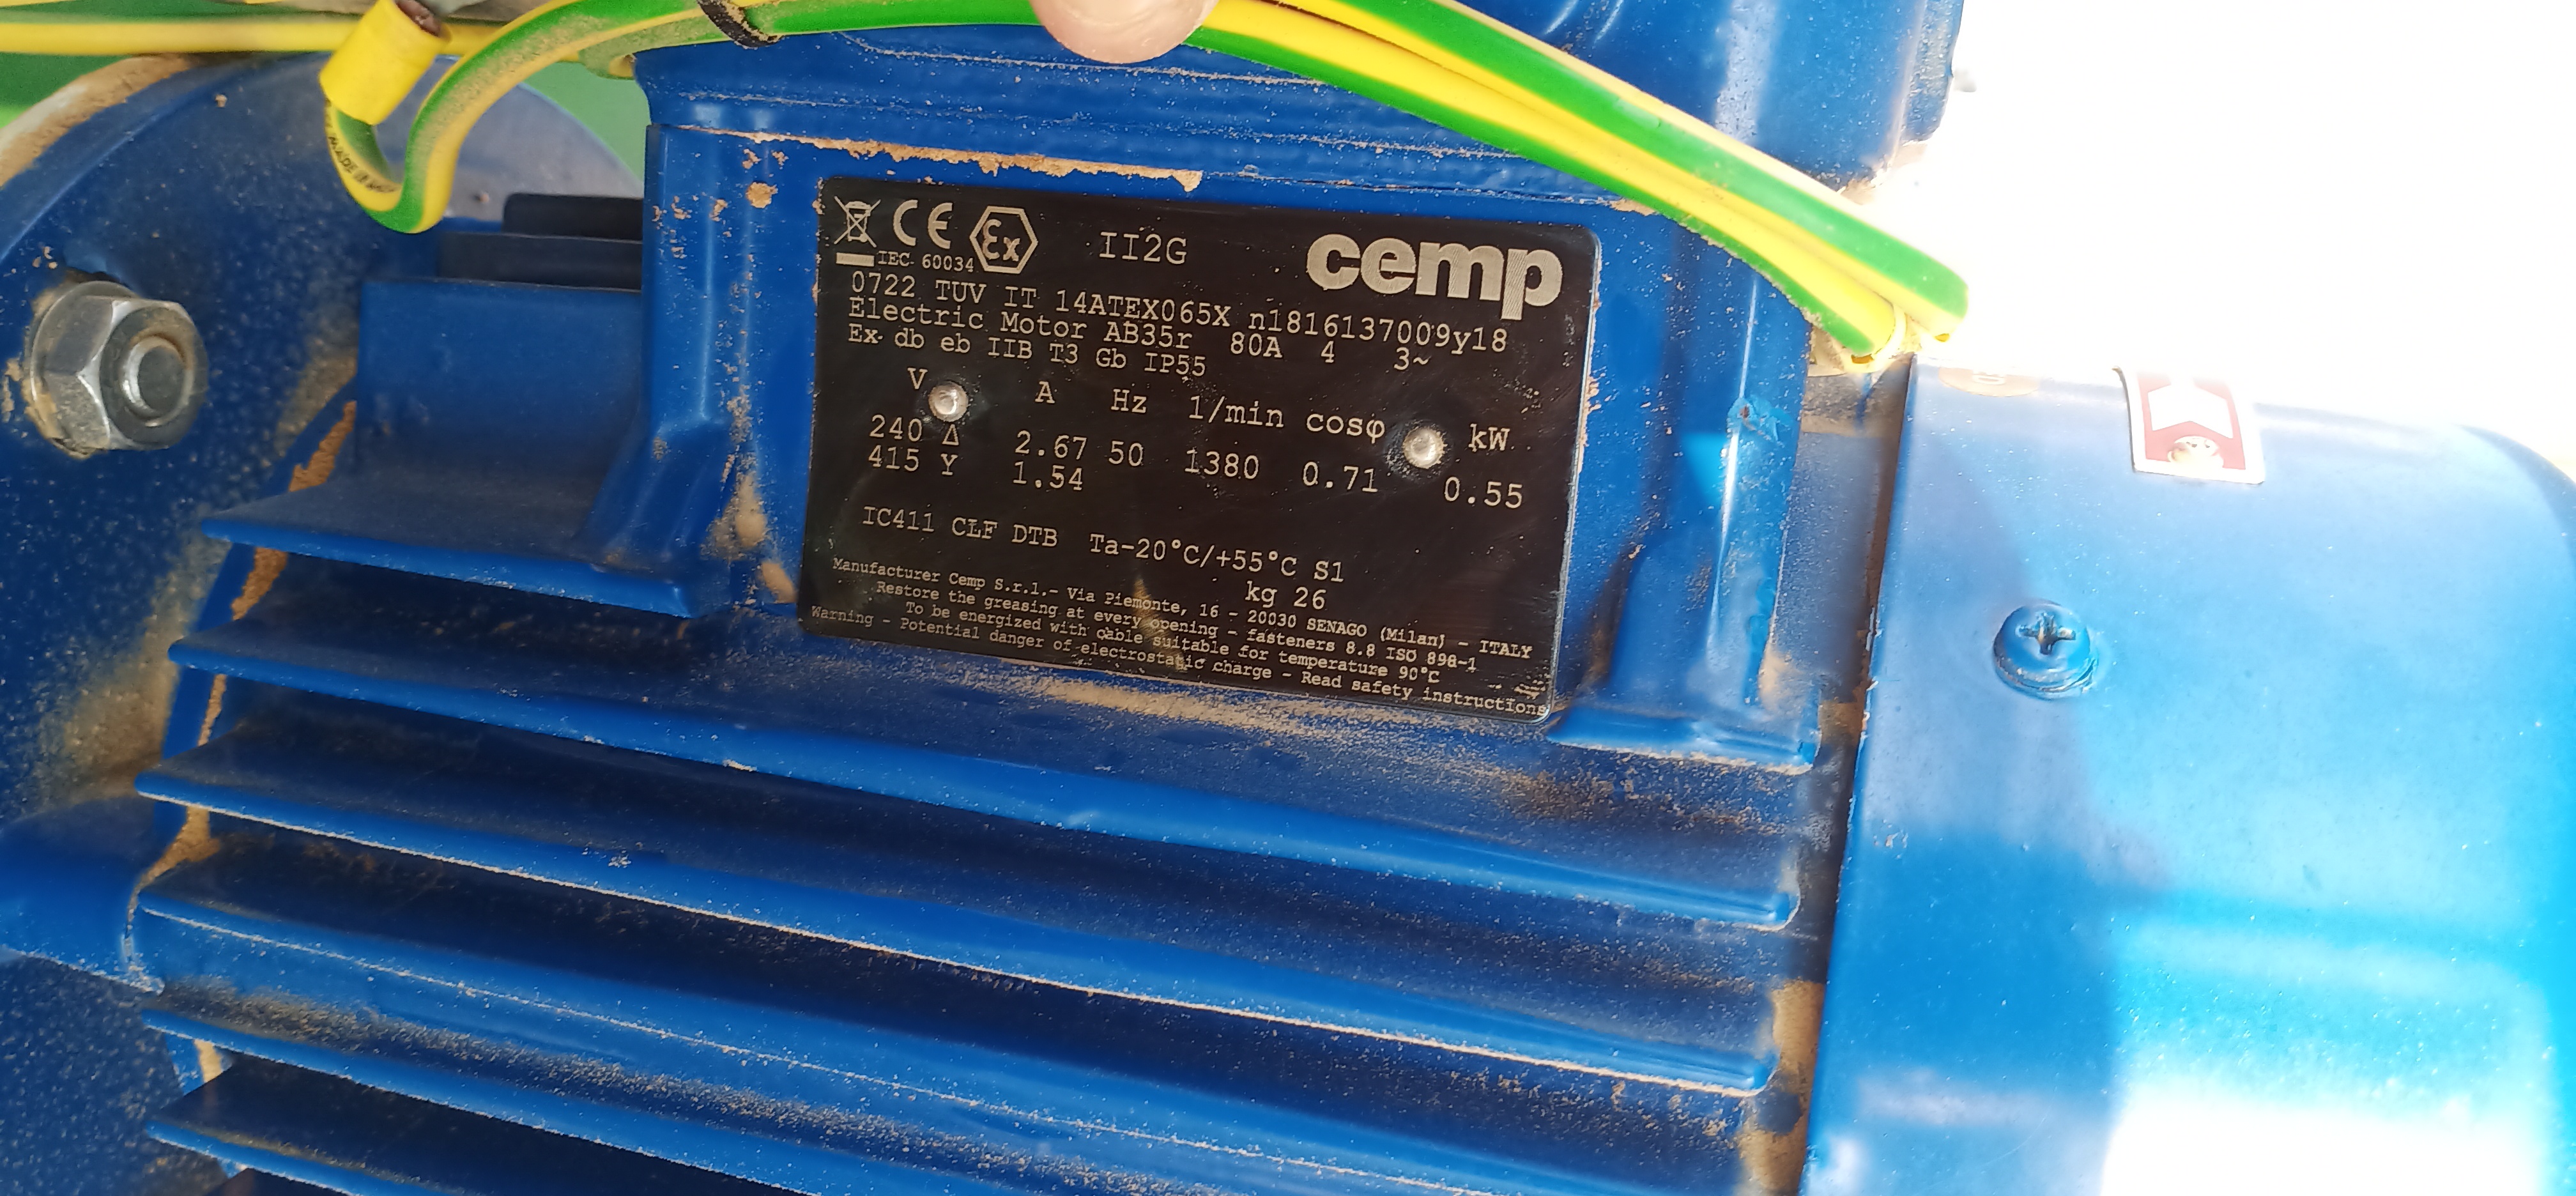 CE Ex II2G cemp
IEC 60034
0722 TUV IT 14ATEX065X n1816137009y18
Electric Motor AB35r 80A 4 3~
Ex db eb IIB T3 Gb IP55
V A Hz 1/min cosφ kW
240 Δ 2.67 50 1380 0.71 0.55
415 Y 1.54
IC411 CLF DTB Ta-20°C/+55°C S1
kg 26
Manufacturer Cemp S.r.l.- Via Piemonte, 16 - 20030 SENAGO (Milan) - ITALY
Restore the greasing at every opening - fasteners 8.8 ISO 898-1
To be energized with cable suitable for temperature 90°C
Warning - Potential danger of electrostatic charge - Read safety instructions